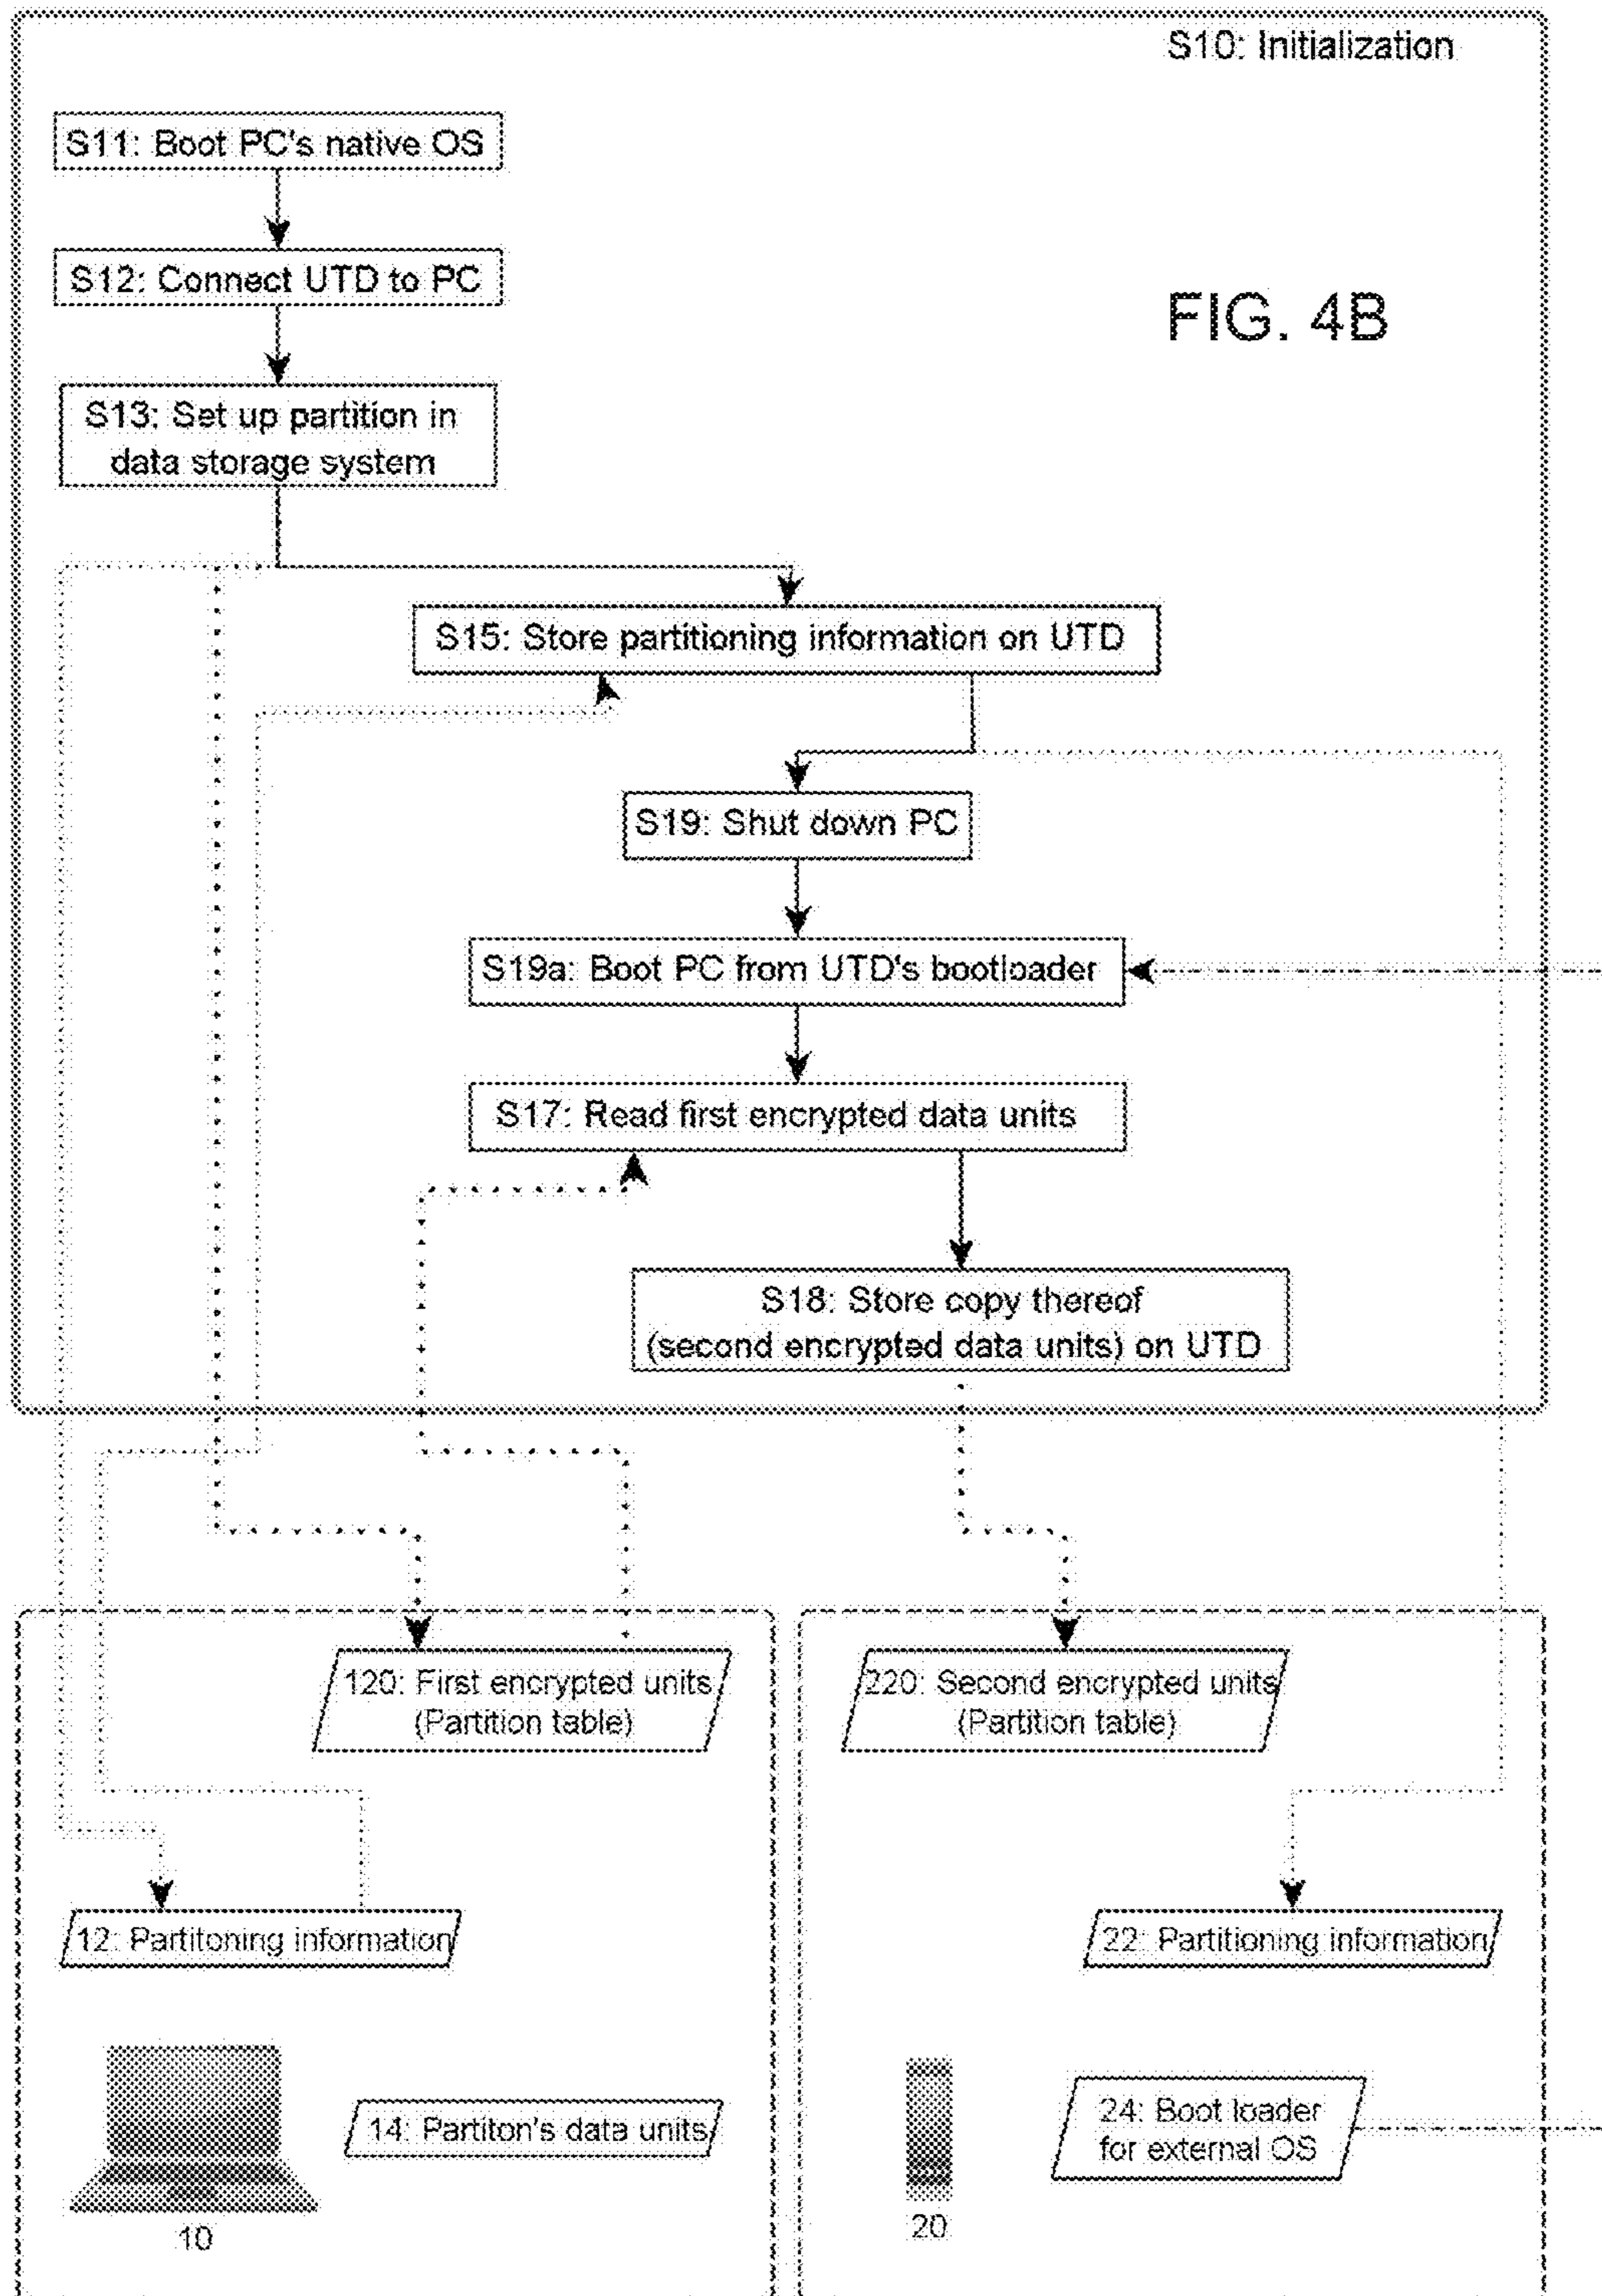 S10: Initialization
S11: Boot PC's native OS
S12: Connect UTD to PC
FIG. 4B
S13: Set up partition in
data storage system
S15: Store partitioning information on UTD
S19: Shut down PC
S19a: Boot PC from UTD's bootloader
S17: Read first encrypted data units
S18: Store copy thereof
(second encrypted data units) on UTD
120: First encrypted units
(Partition table)
220: Second encrypted units
(Partition table)
12: Partitoning information
22: Partitioning information
14: Partiton's data units
24: Boot loader
for external OS
10
20